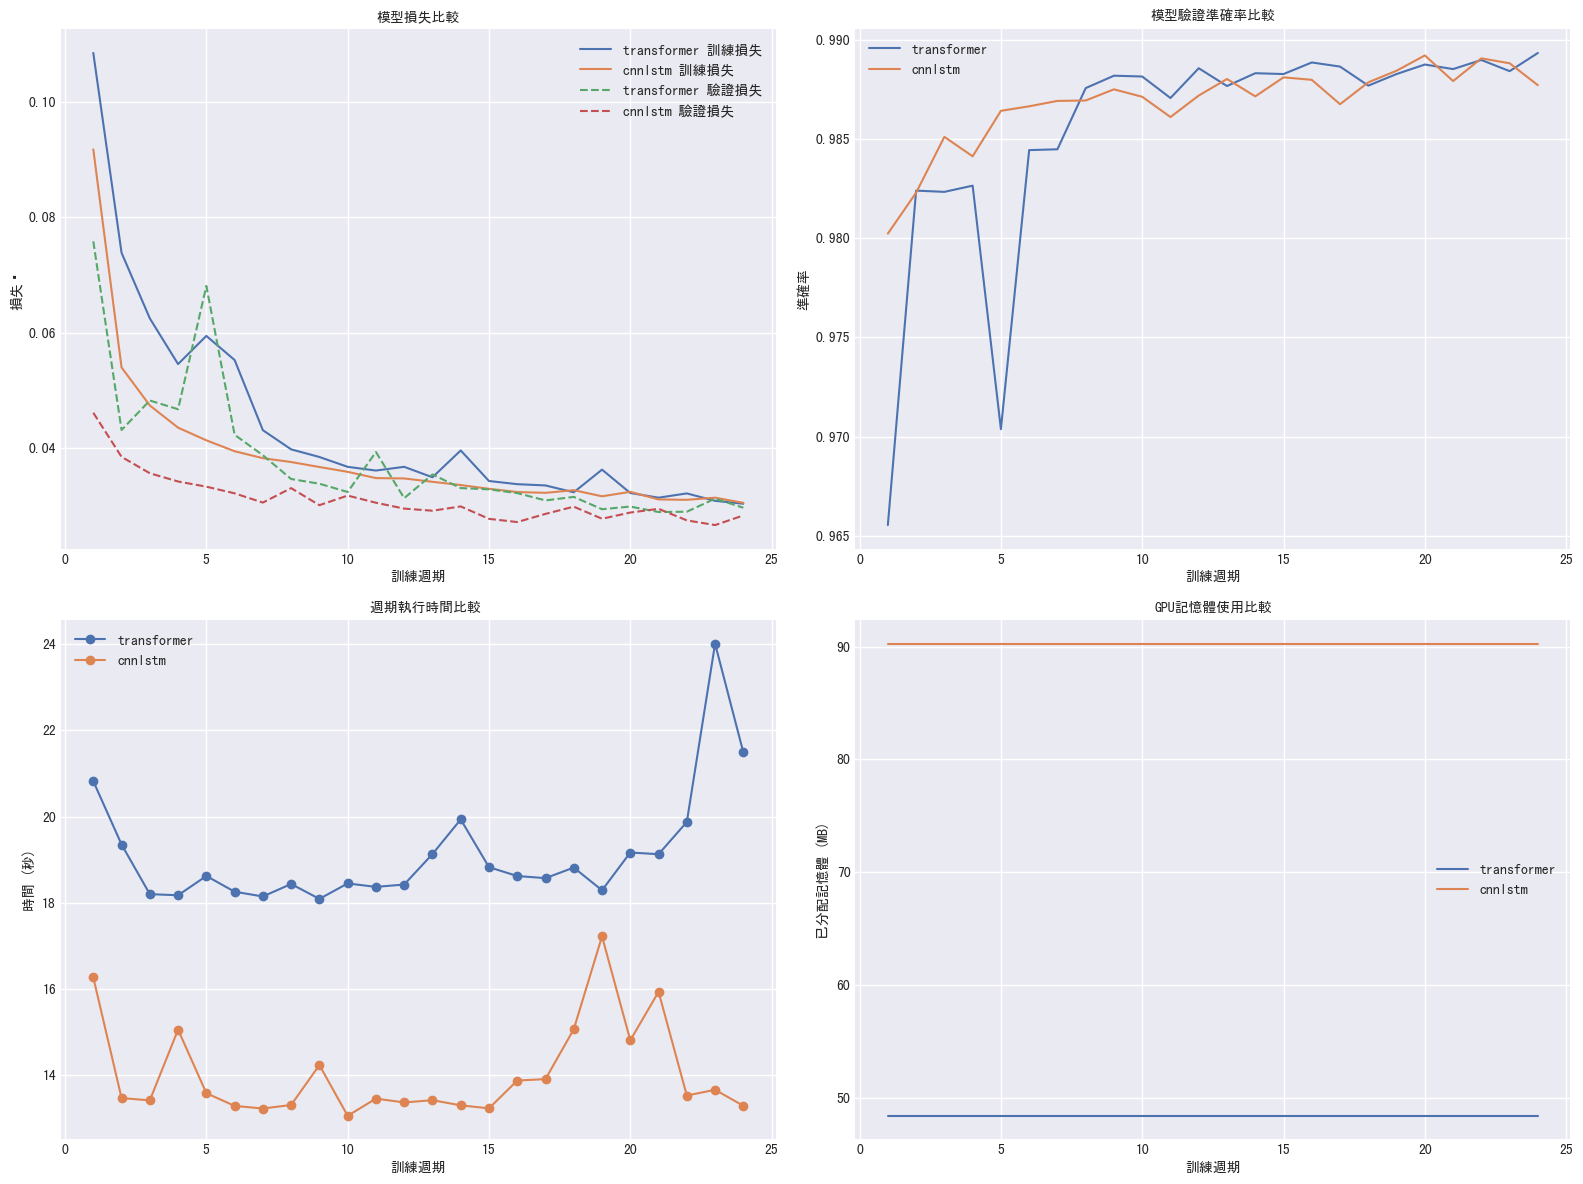 模型損失比較
transformer 訓練損失
cnnlstm 訓練損失
transformer 驗證損失
cnnlstm 驗證損失
0.10
0.08
0.06
0.04
損失
0 5 10 15 20 25
訓練週期
模型驗證準確率比較
transformer
cnnlstm
0.990
0.985
0.980
0.975
0.970
0.965
準確率
0 5 10 15 20 25
訓練週期
週期執行時間比較
transformer
cnnlstm
24
22
20
18
16
14
時間 (秒)
0 5 10 15 20 25
訓練週期
GPU記憶體使用比較
90
80
70
60
50
已分配記憶體 (MB)
transformer
cnnlstm
0 5 10 15 20 25
訓練週期